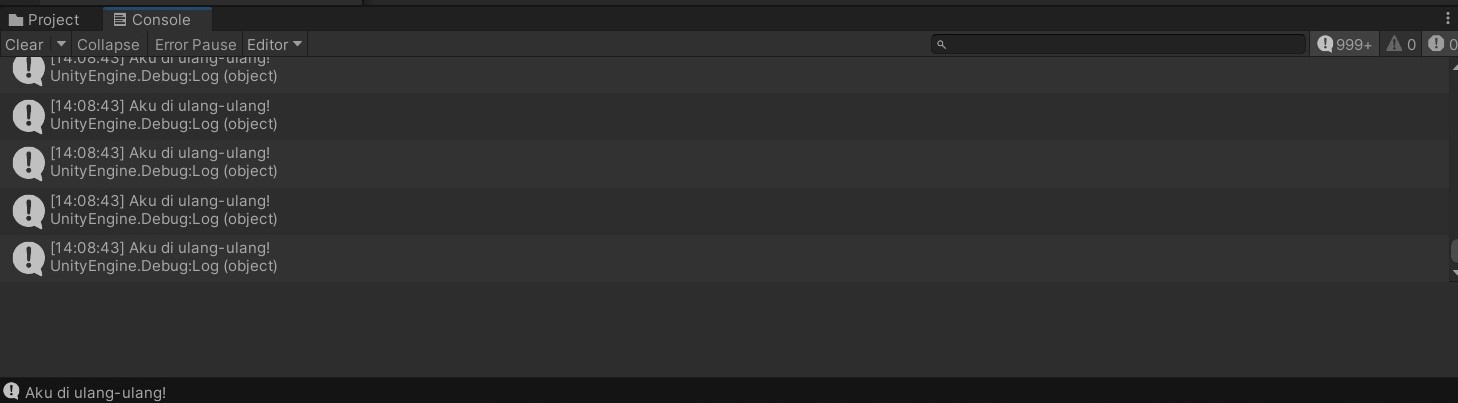 Project Console
Clear Collapse Error Pause Editor 999+ 0 0
[14:08:43] Aku di ulang-ulang!
UnityEngine.Debug:Log (object)
[14:08:43] Aku di ulang-ulang!
UnityEngine.Debug:Log (object)
[14:08:43] Aku di ulang-ulang!
UnityEngine.Debug:Log (object)
[14:08:43] Aku di ulang-ulang!
UnityEngine.Debug:Log (object)
[14:08:43] Aku di ulang-ulang!
UnityEngine.Debug:Log (object)
Aku di ulang-ulang!